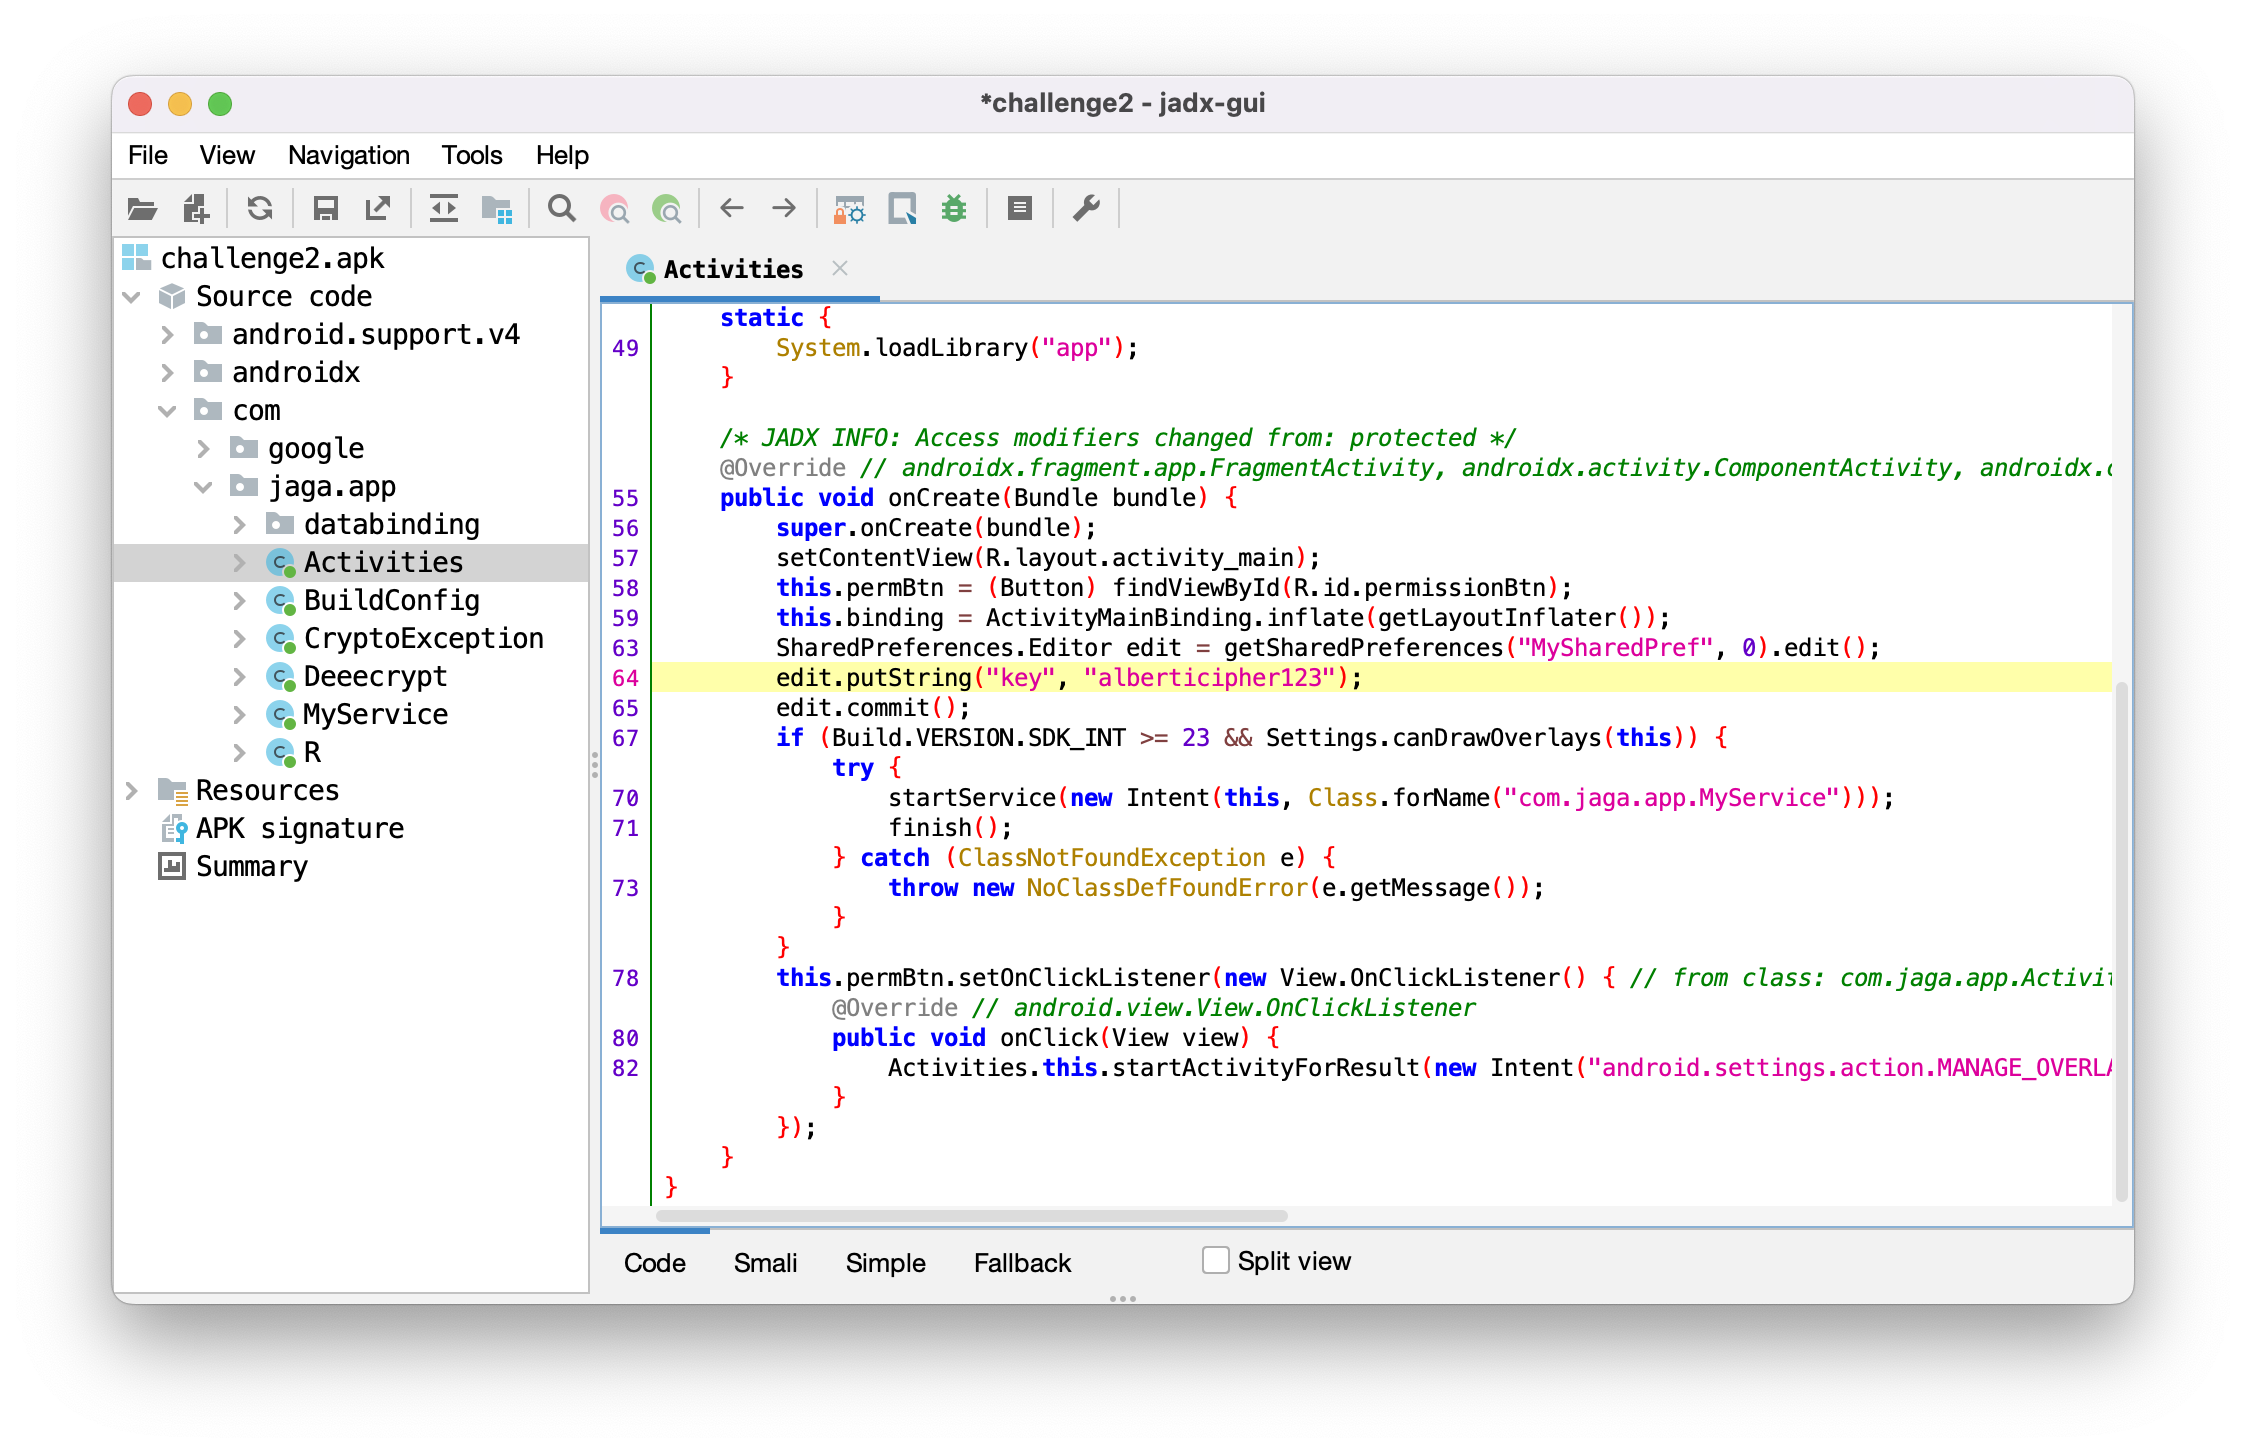 *challenge2 - jadx-gui
File View Navigation Tools Help
challenge2.apk
Source code
android.support.v4
androidx
com
google
jaga.app
databinding
Activities
BuildConfig
CryptoException
Deeecrypt
MyService
R
Resources
APK signature
Summary
Activities
static {
49 System.loadLibrary("app");
}
/* JADX INFO: Access modifiers changed from: protected */
@Override // androidx.fragment.app.FragmentActivity, androidx.activity.ComponentActivity, androidx.c
55 public void onCreate(Bundle bundle) {
56 super.onCreate(bundle);
57 setContentView(R.layout.activity_main);
58 this.permBtn = (Button) findViewById(R.id.permissionBtn);
59 this.binding = ActivityMainBinding.inflate(getLayoutInflater());
63 SharedPreferences.Editor edit = getSharedPreferences("MySharedPref", 0).edit();
64 edit.putString("key", "alberticipher123");
65 edit.commit();
67 if (Build.VERSION.SDK_INT >= 23 && Settings.canDrawOverlays(this)) {
try {
70 startService(new Intent(this, Class.forName("com.jaga.app.MyService")));
71 finish();
} catch (ClassNotFoundException e) {
73 throw new NoClassDefFoundError(e.getMessage());
}
}
78 this.permBtn.setOnClickListener(new View.OnClickListener() { // from class: com.jaga.app.Activit
@Override // android.view.View.OnClickListener
80 public void onClick(View view) {
82 Activities.this.startActivityForResult(new Intent("android.settings.action.MANAGE_OVERLA
}
});
}
}
Code Smali Simple Fallback Split view